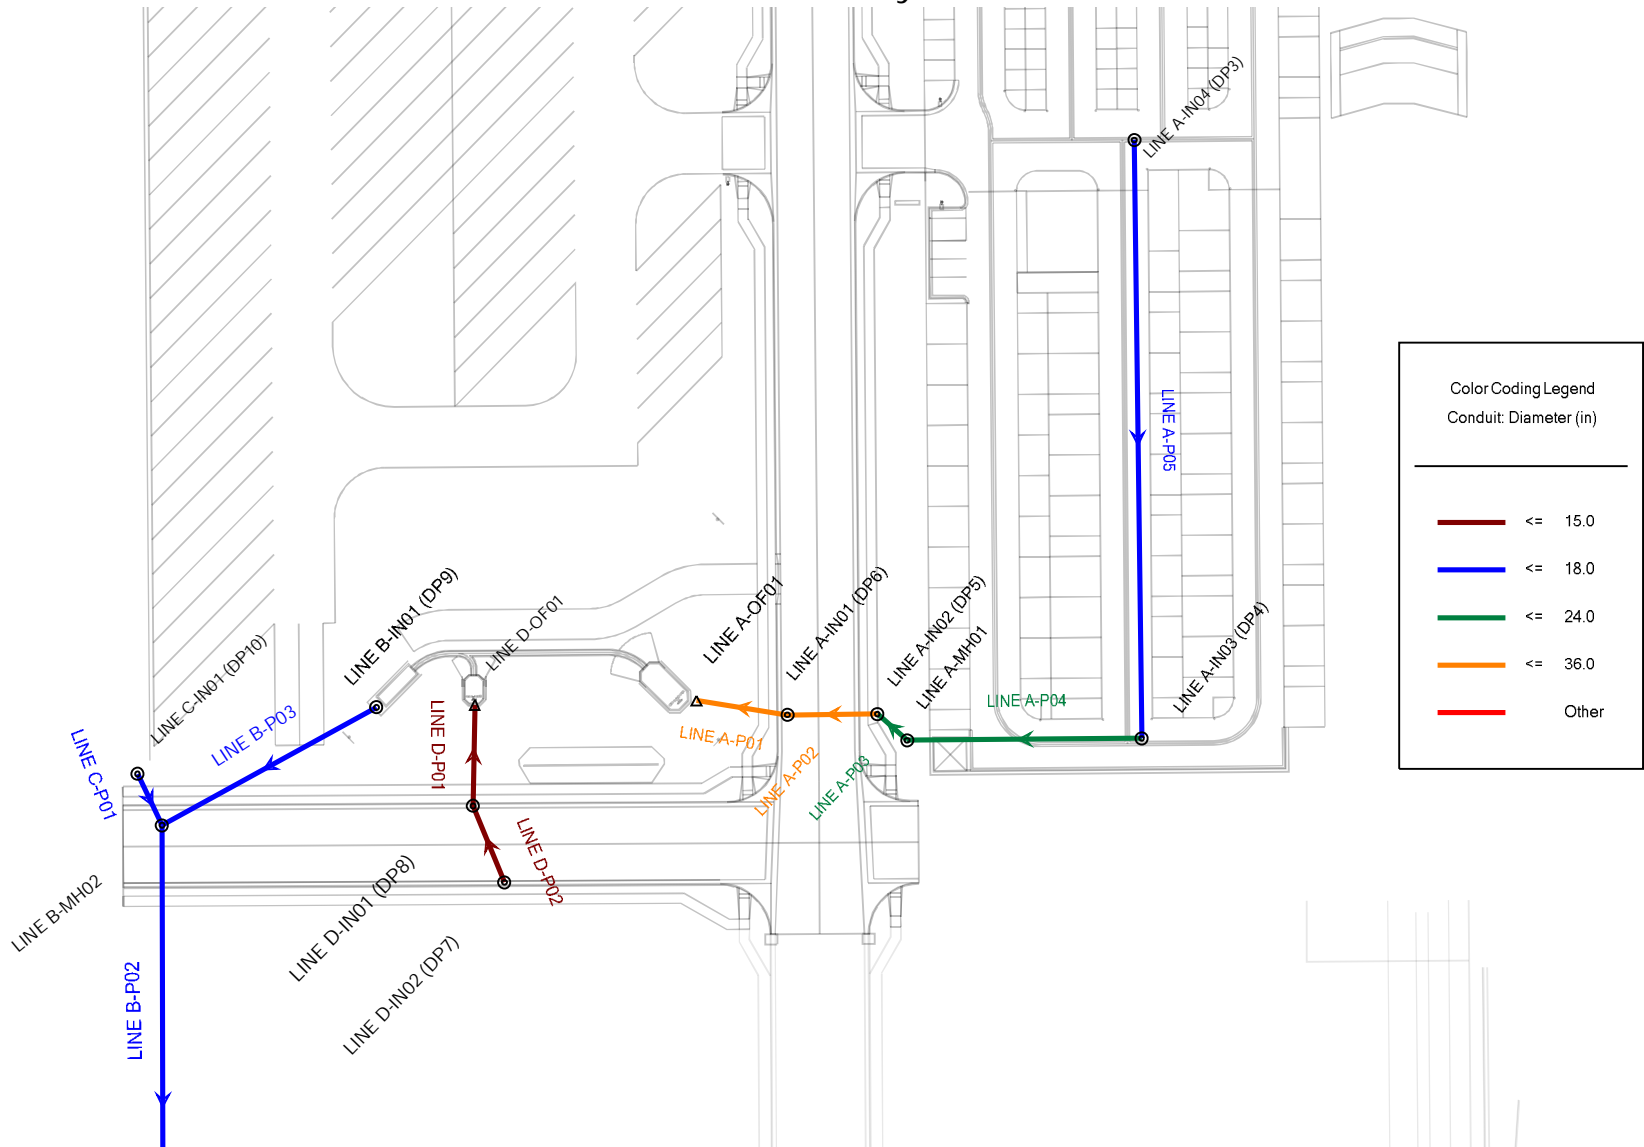 LINE A-IN04 (DP3)
LINE A-P05
Color Coding Legend
Conduit: Diameter (in)
<= 15.0
<= 18.0
<= 24.0
<= 36.0
Other
LINE B-IN01 (DP9)
LINE D-OF01
LINE A-OF01
LINE A-IN01 (DP6)
LINE A-IN02 (DP5)
LINE A-MH01
LINE A-IN03 (DP4)
LINE C-IN01 (DP10)
LINE B-P03
LINE C-P01
LINE D-P01
LINE A-P01
LINE A-P02
LINE A-P03
LINE A-P04
LINE D-P02
LINE B-MH02
LINE D-IN01 (DP8)
LINE D-IN02 (DP7)
LINE B-P02